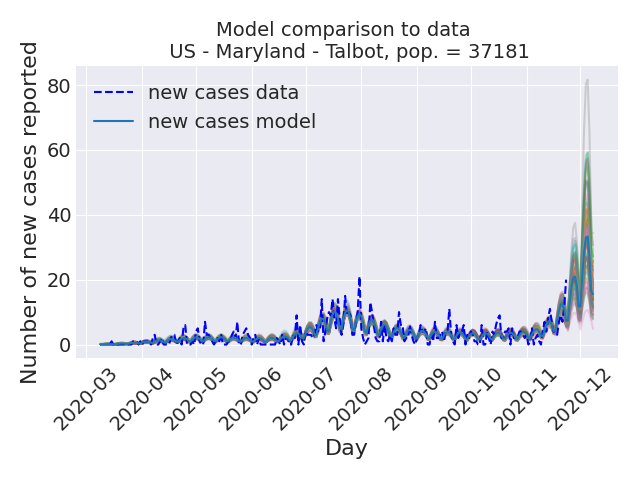 Model comparison to data
US - Maryland - Talbot, pop. = 37181
new cases data
new cases model
Number of new cases reported
80
60
40
20
0
2020-03
2020-04
2020-05
2020-06
2020-07
2020-08
2020-09
2020-10
2020-11
2020-12
Day